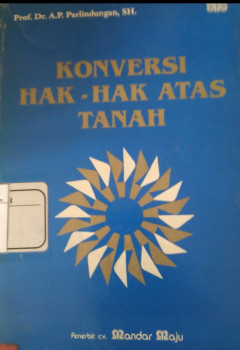 Prof. Dr. A.P. Parlindungan, SH.
KONVERSI
HAK - HAK ATAS
TANAH
Penerbit cv. Mandar Maju